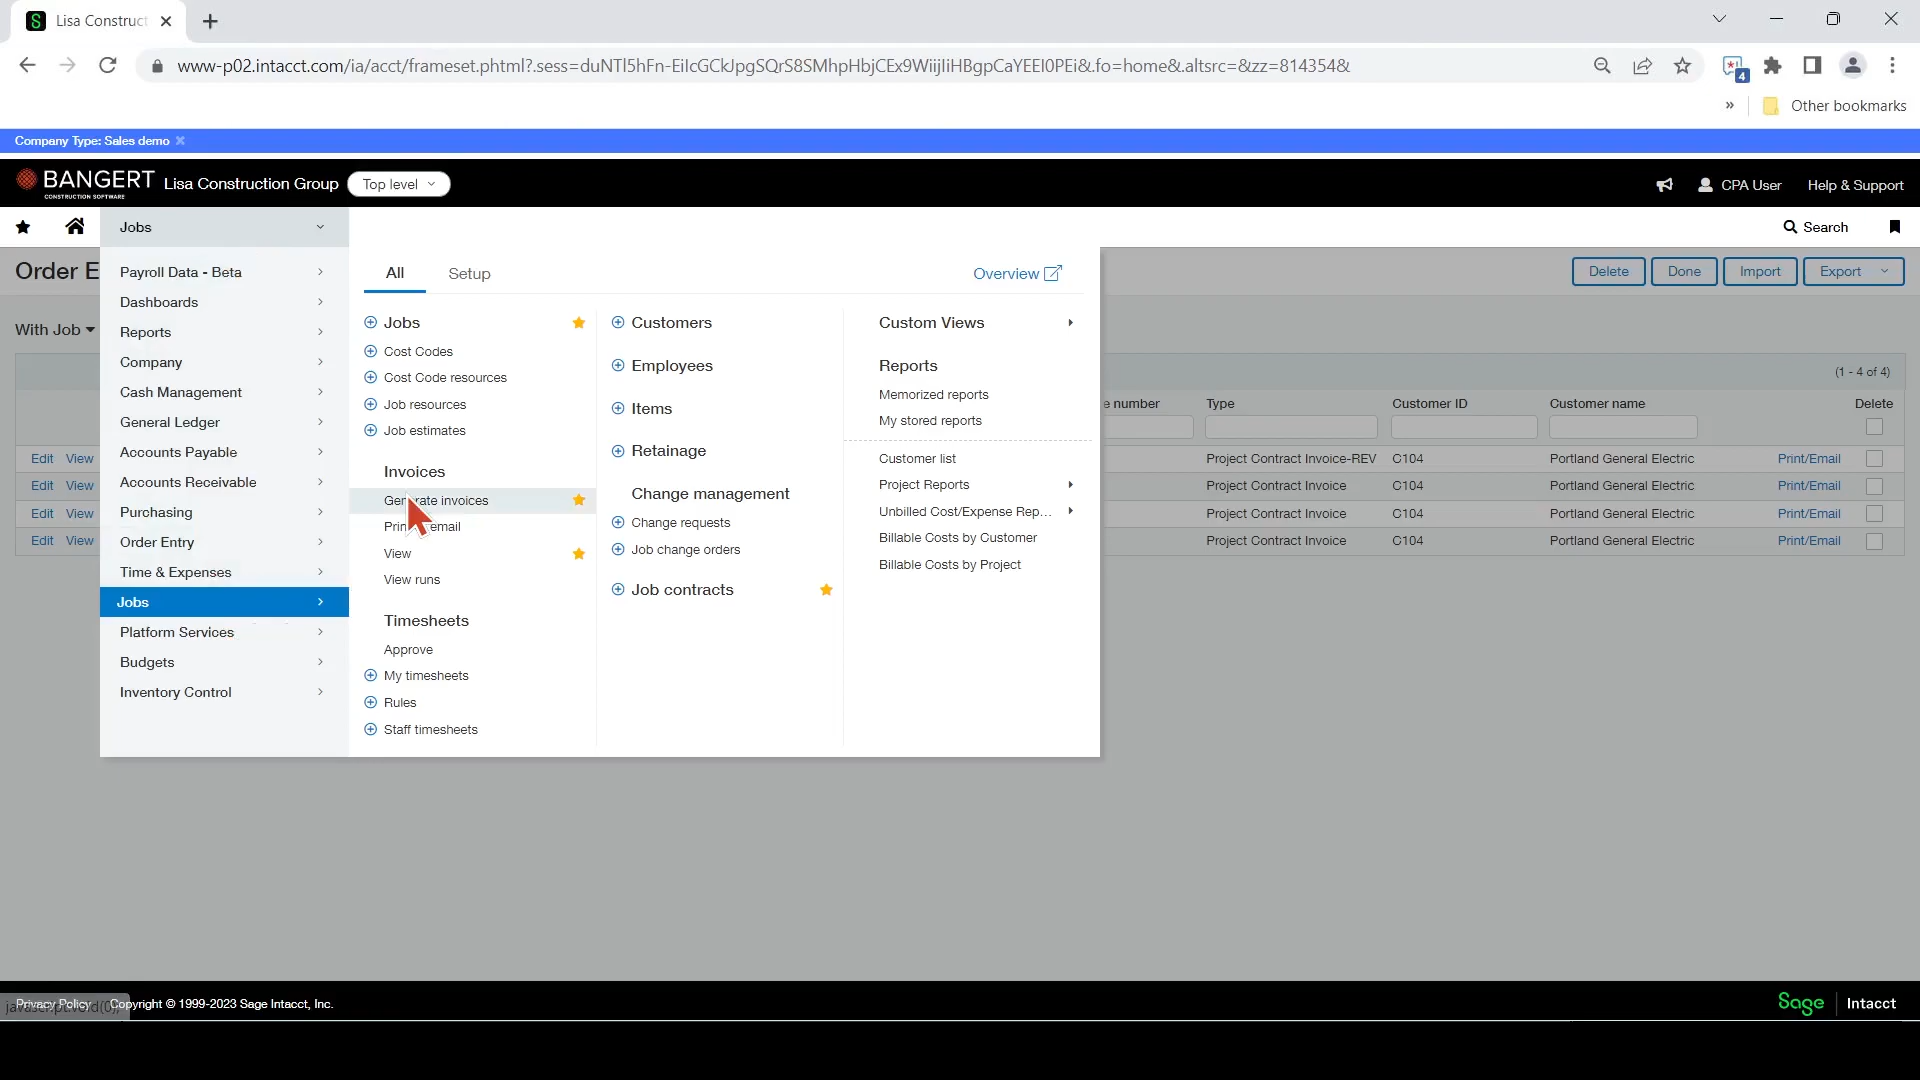 Lisa Construct
www-p02.intacct.com/ia/acct/frameset.phtml?.sess=duNTl5hFn-EiIcGCkJpgSQrS8SMhpHbjCEx9WiijIiHBgpCaYEEI0PEi&.fo=home&.altsrc=&zz=814354&
4
» Other bookmarks
Company Type: Sales demo
BANGERT Lisa Construction Group Top level CPA User Help & Support
CONSTRUCTION SOFTWARE
Jobs Search
Order E Delete Done Import Export
With Job
Payroll Data - Beta
Dashboards
Reports
Company
Cash Management
General Ledger
Accounts Payable
Accounts Receivable
Purchasing
Order Entry
Time & Expenses
Jobs
Platform Services
Budgets
Inventory Control
All Setup Overview
Jobs
Cost Codes
Cost Code resources
Job resources
Job estimates
Invoices
Generate invoices
email
View
View runs
Timesheets
Approve
My timesheets
Rules
Staff timesheets
Customers
Employees
Items
Retainage
Change management
Change requests
Job change orders
Job contracts
Custom Views
Reports
Memorized reports
My stored reports
Customer list
Project Reports
Unbilled Cost/Expense Rep...
Billable Costs by Customer
Billable Costs by Project
(1 - 4 of 4)
e number Type Customer ID Customer name Delete
Edit View Project Contract Invoice-REV C104 Portland General Electric Print/Email
Edit View Project Contract Invoice C104 Portland General Electric Print/Email
Edit View Project Contract Invoice C104 Portland General Electric Print/Email
Edit View Project Contract Invoice C104 Portland General Electric Print/Email
Privacy Policy Copyright © 1999-2023 Sage Intacct, Inc.
javascript:void(0);
Sage Intacct